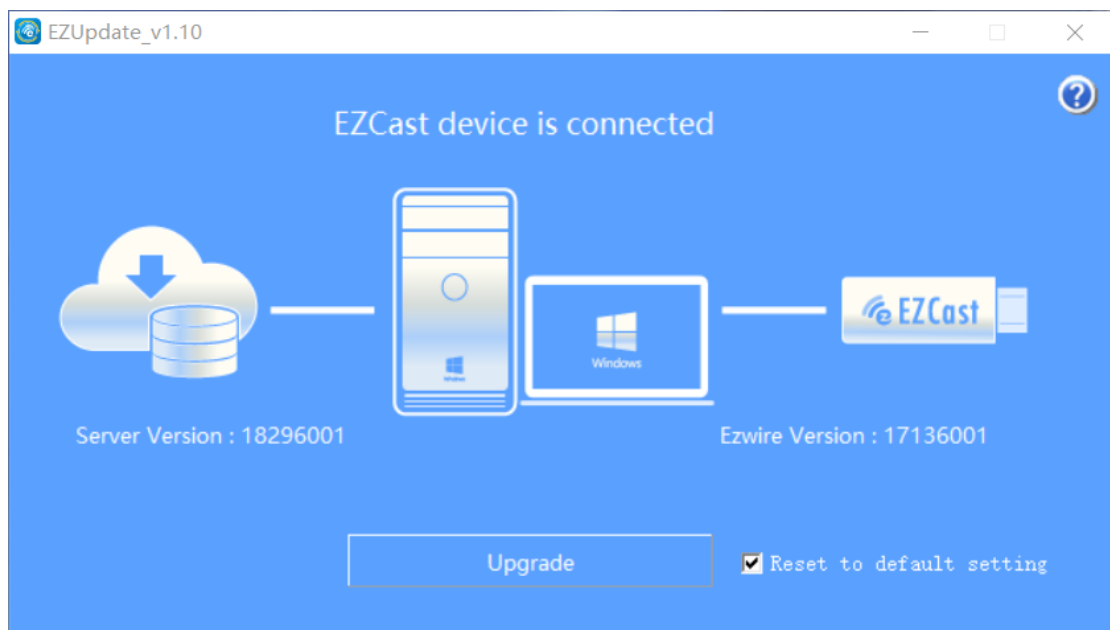 EZUpdate_v1.10
EZCast device is connected
Windows
EZCast
Server Version : 18296001
Ezwire Version : 17136001
Upgrade
Reset to default setting